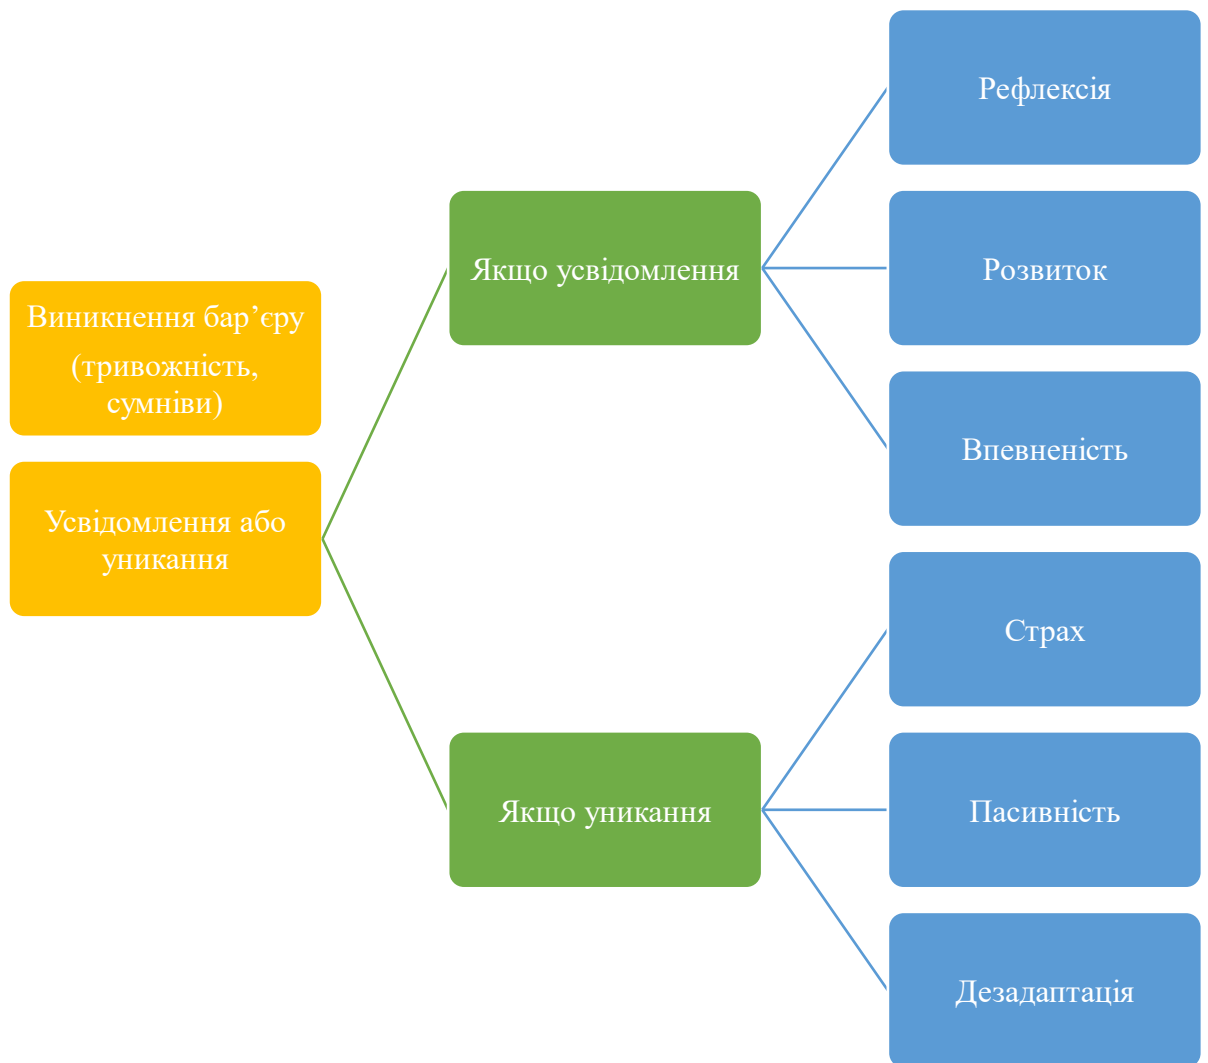 Виникнення бар’єру
(тривожність,
сумніви)
Усвідомлення або
уникання
Якщо усвідомлення
Рефлексія
Розвиток
Впевненість
Якщо уникання
Страх
Пасивність
Дезадаптація